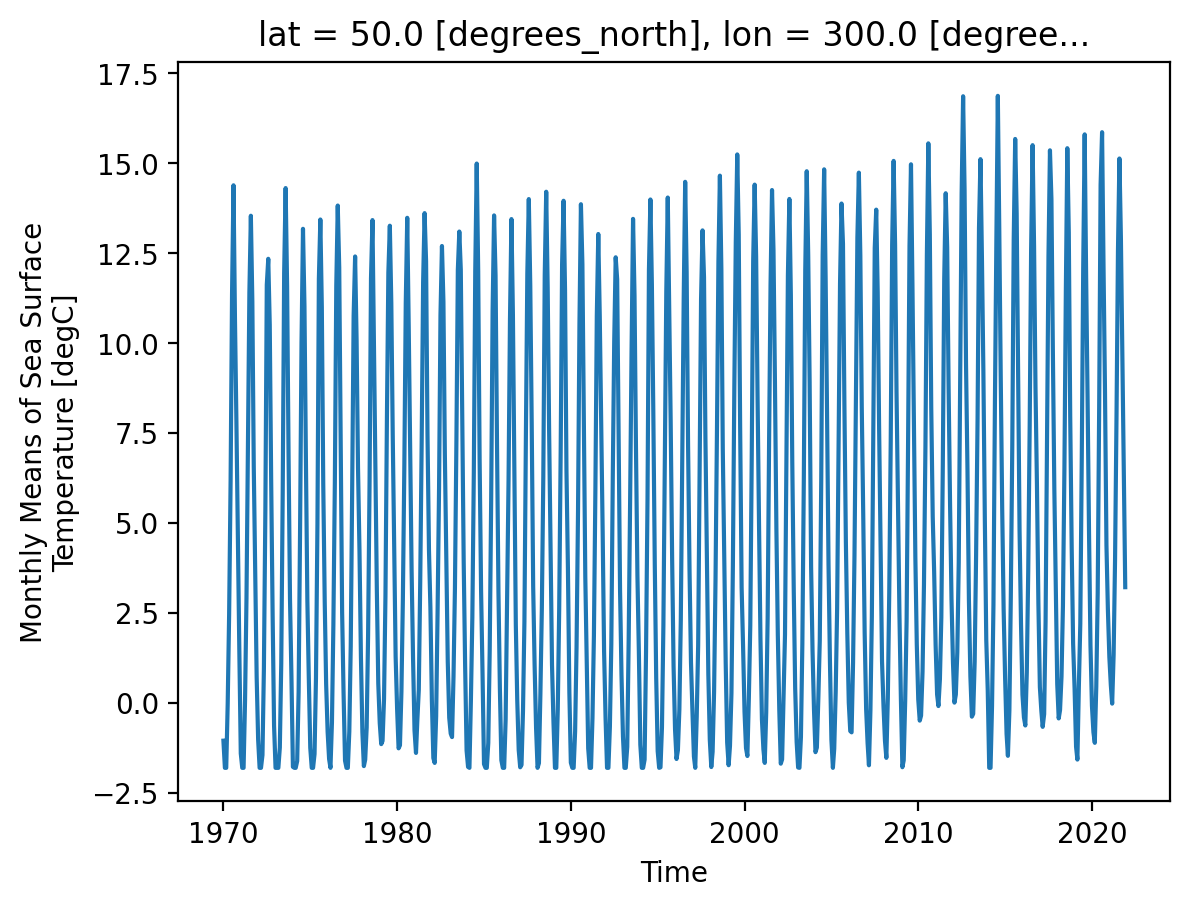 lat = 50.0 [degrees_north], lon = 300.0 [degree...
17.5
15.0
12.5
10.0
7.5
5.0
2.5
0.0
−2.5
Monthly Means of Sea Surface
Temperature [degC]
1970 1980 1990 2000 2010 2020
Time